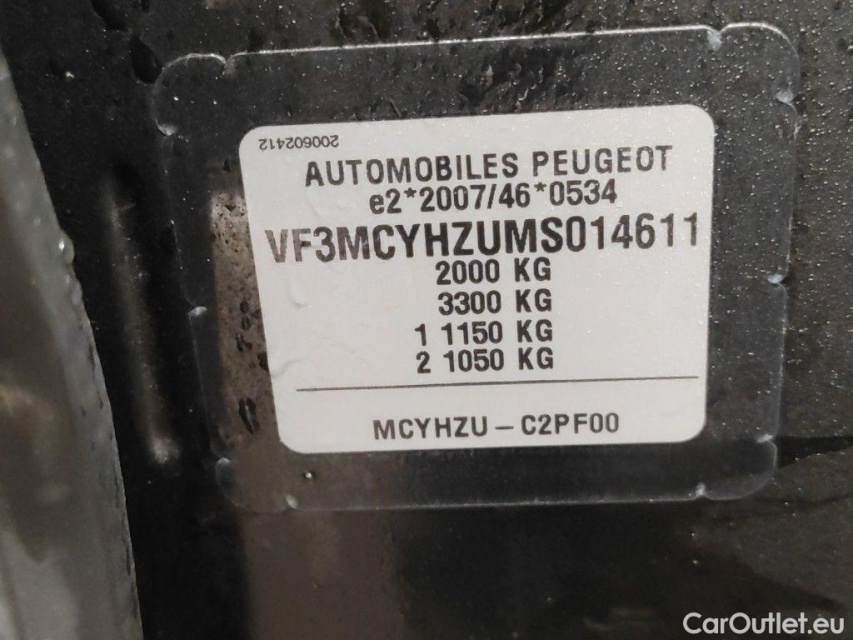 200602412
AUTOMOBILES PEUGEOT
e2*2007/46*0534
VF3MCYHZUMS014611
2000 KG
3300 KG
1 1150 KG
2 1050 KG
MCYHZU - C2PF00
CarOutlet.eu